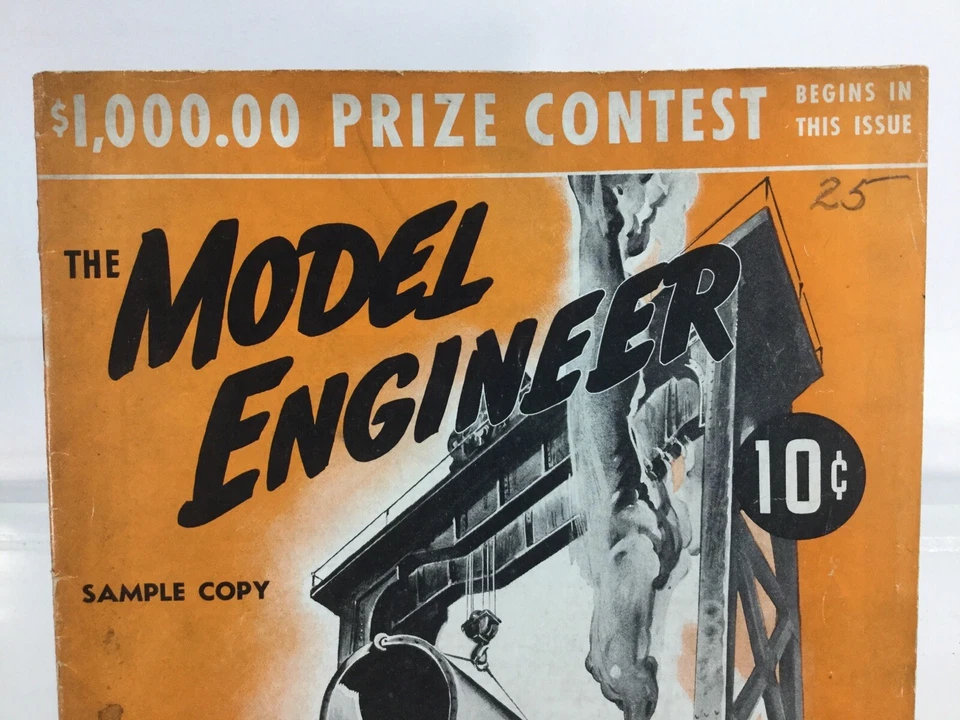 $1,000.00 PRIZE CONTEST
BEGINS IN
THIS ISSUE
25
THE MODEL
ENGINEER
10¢
SAMPLE COPY